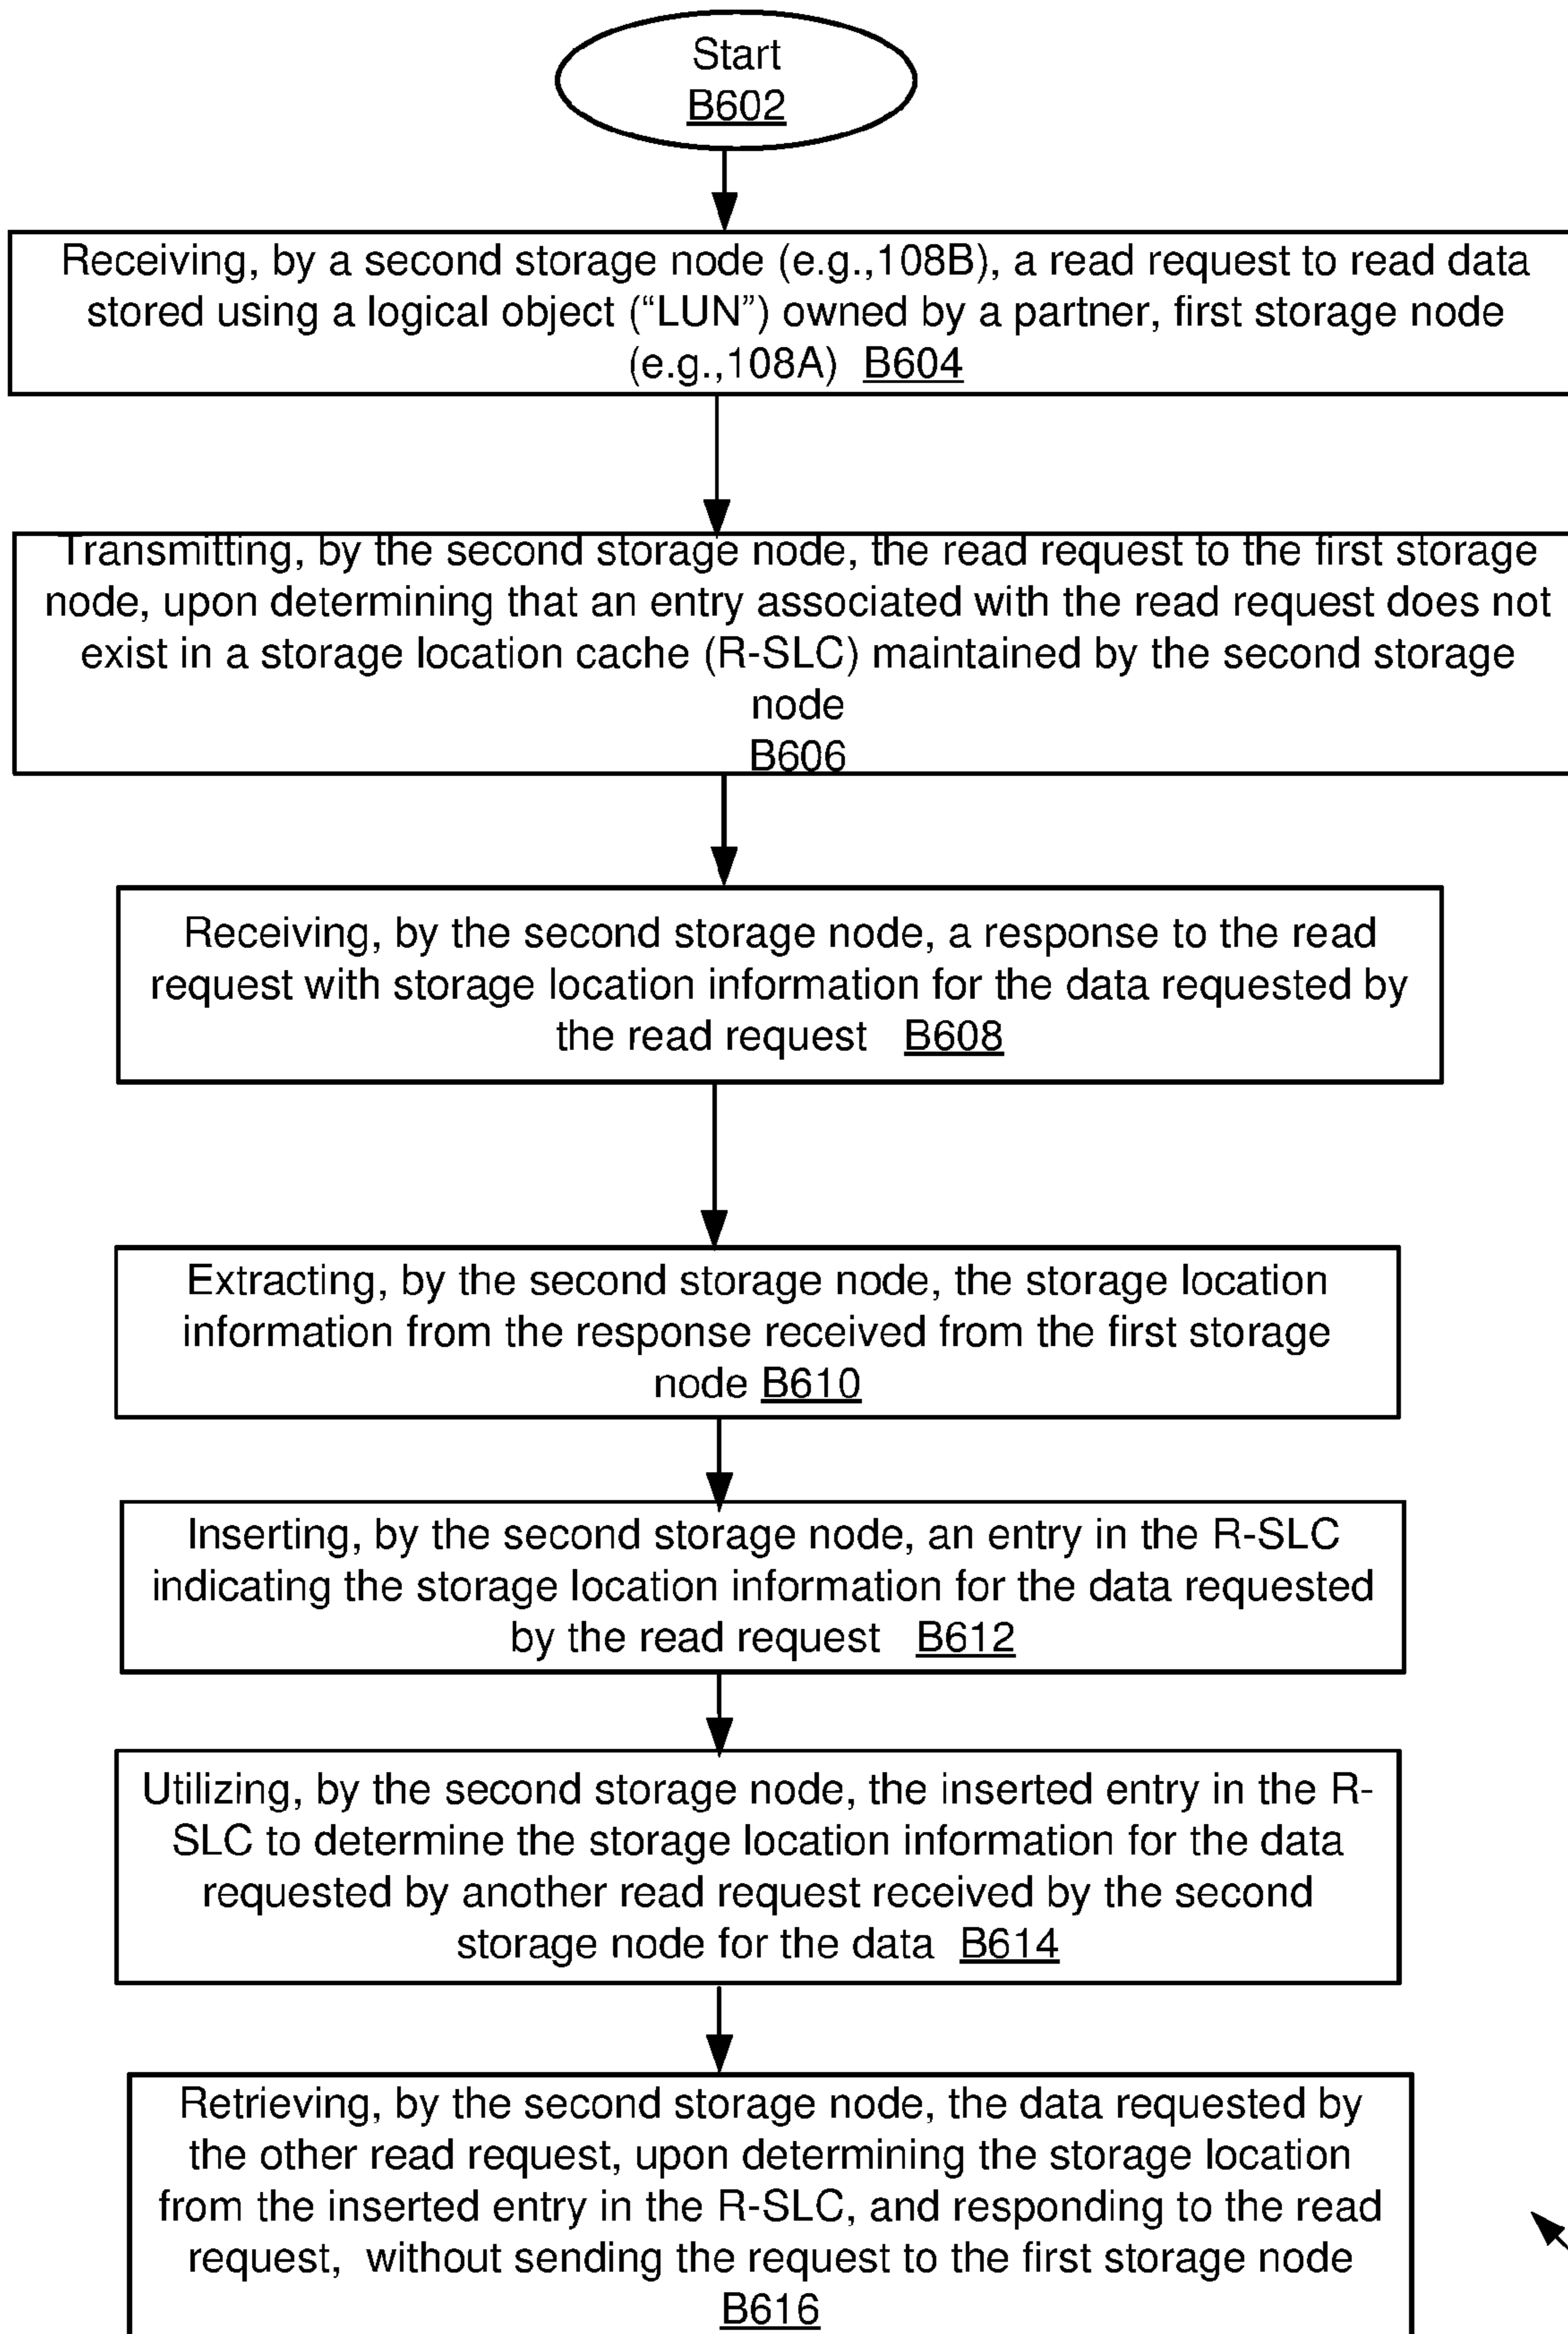 Start
B602
Receiving, by a second storage node (e.g.,108B), a read request to read data
stored using a logical object (“LUN”) owned by a partner, first storage node
(e.g.,108A) B604
Transmitting, by the second storage node, the read request to the first storage
node, upon determining that an entry associated with the read request does not
exist in a storage location cache (R-SLC) maintained by the second storage
node
B606
Receiving, by the second storage node, a response to the read
request with storage location information for the data requested by
the read request B608
Extracting, by the second storage node, the storage location
information from the response received from the first storage
node B610
Inserting, by the second storage node, an entry in the R-SLC
indicating the storage location information for the data requested
by the read request B612
Utilizing, by the second storage node, the inserted entry in the R-
SLC to determine the storage location information for the data
requested by another read request received by the second
storage node for the data B614
Retrieving, by the second storage node, the data requested by
the other read request, upon determining the storage location
from the inserted entry in the R-SLC, and responding to the read
request, without sending the request to the first storage node
B616